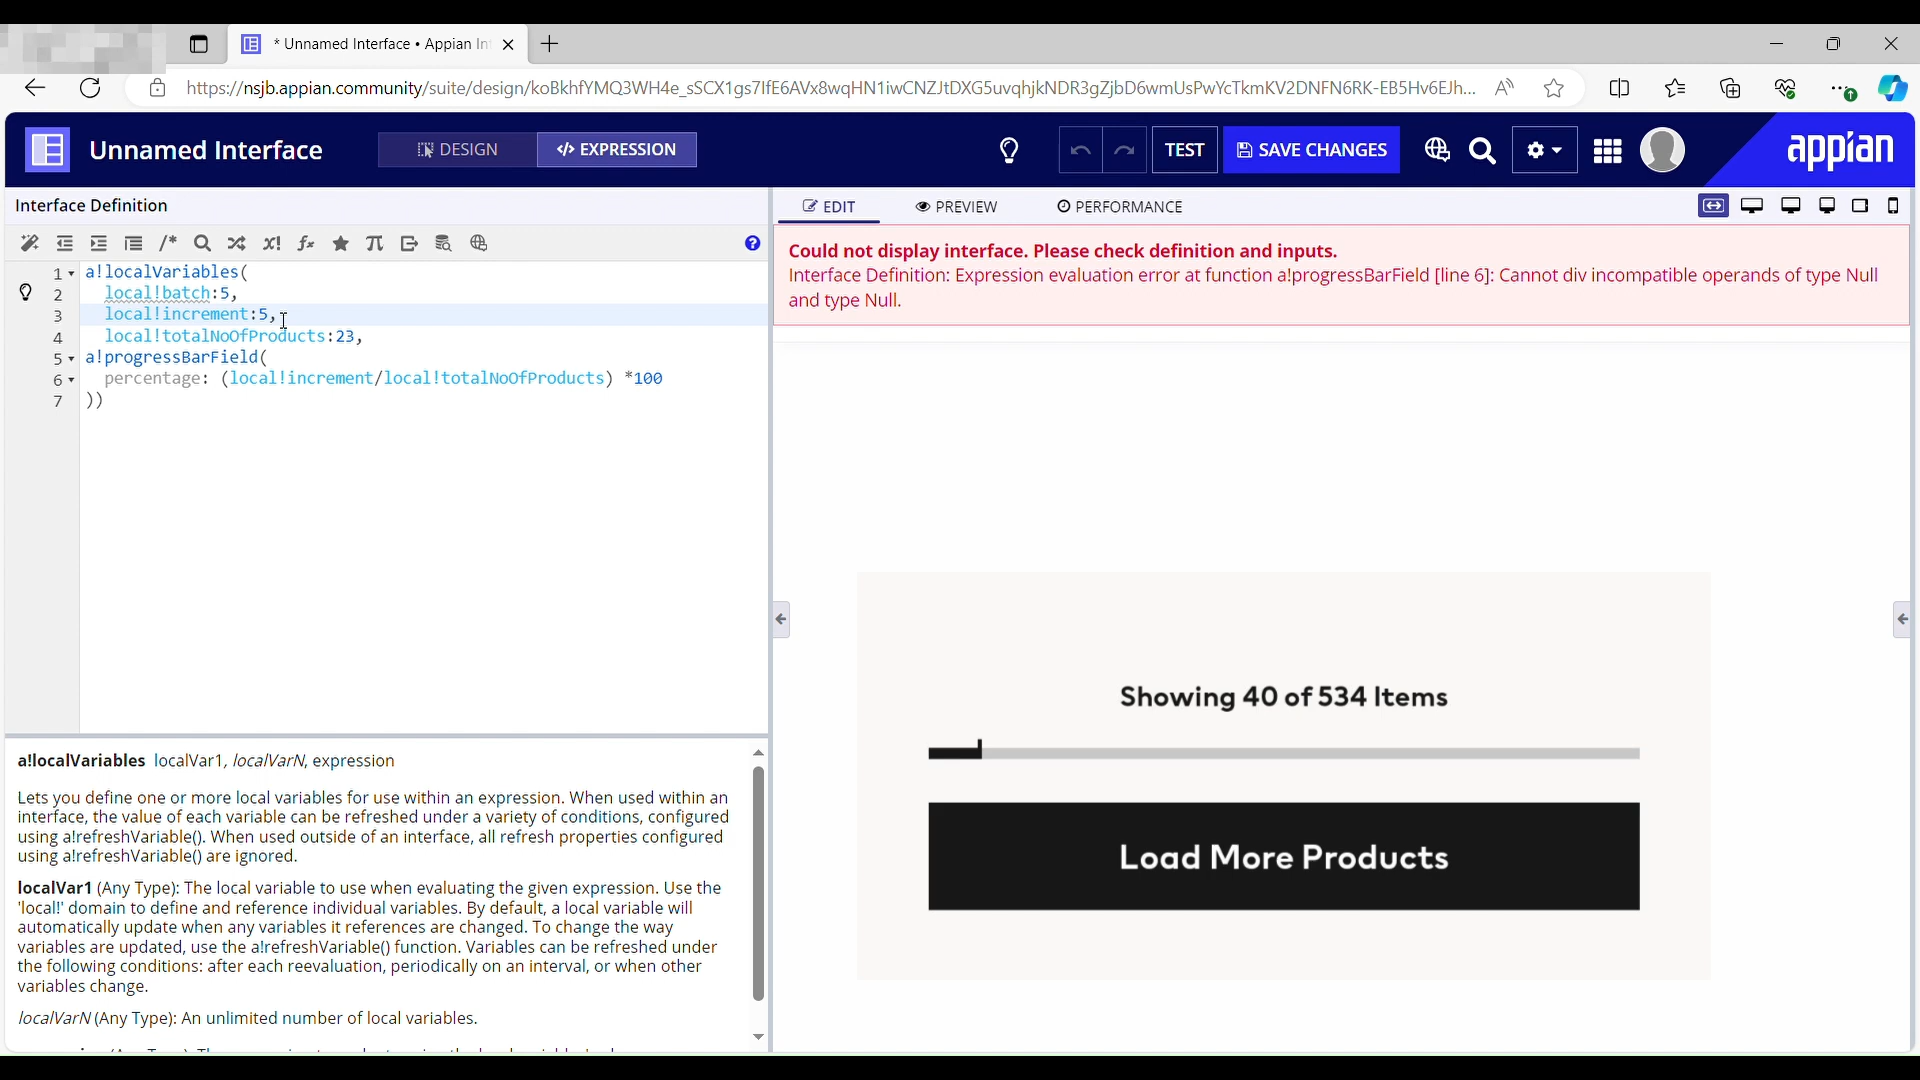 * Unnamed Interface • Appian In
https://nsjb.appian.community/suite/design/koBkhfYMQ3WH4e_sSCX1gs7IfE6AVx8wqHN1iwCNZJtDXG5uvqhjkNDR3gZjbD6wmUsPwYcTkmKV2DNFN6RK-EB5Hv6EJh...
Unnamed Interface
DESIGN
</> EXPRESSION
TEST
SAVE CHANGES
appian
Interface Definition
EDIT
PREVIEW
PERFORMANCE
Could not display interface. Please check definition and inputs.
Interface Definition: Expression evaluation error at function a!progressBarField [line 6]: Cannot div incompatible operands of type Null
and type Null.
1 a!localVariables(
2 local!batch:5,
3 local!increment:5,
4 local!totalNoOfProducts:23,
5 a!progressBarField(
6 percentage: (local!increment/local!totalNoOfProducts) *100
7 ))
Showing 40 of 534 Items
Load More Products
a!localVariables localVar1, localVarN, expression
Lets you define one or more local variables for use within an expression. When used within an
interface, the value of each variable can be refreshed under a variety of conditions, configured
using a!refreshVariable(). When used outside of an interface, all refresh properties configured
using a!refreshVariable() are ignored.
localVar1 (Any Type): The local variable to use when evaluating the given expression. Use the
'local!' domain to define and reference individual variables. By default, a local variable will
automatically update when any variables it references are changed. To change the way
variables are updated, use the a!refreshVariable() function. Variables can be refreshed under
the following conditions: after each reevaluation, periodically on an interval, or when other
variables change.
localVarN (Any Type): An unlimited number of local variables.